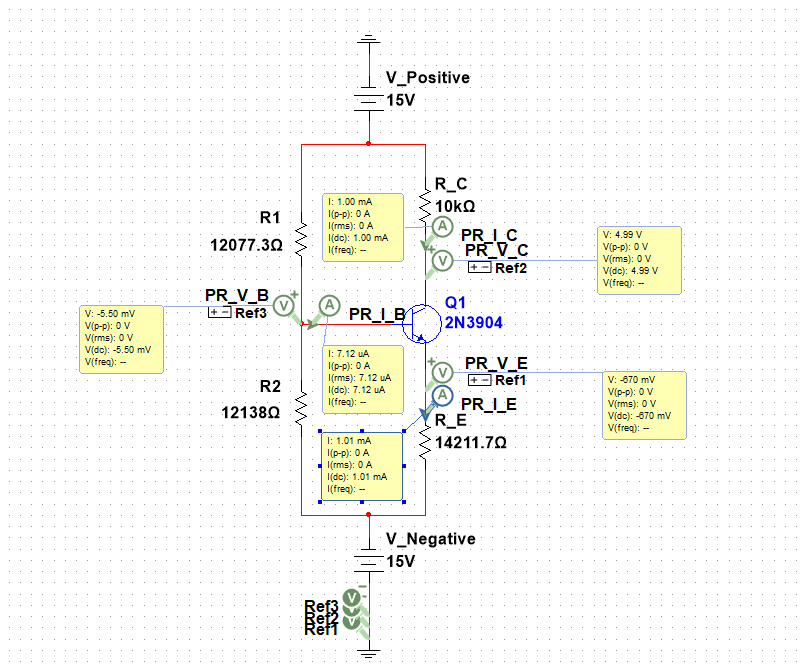 V_Positive
15V
R_C
10kΩ
I: 1.00 mA
I(p-p): 0 A
I(rms): 0 A
I(dc): 1.00 mA
I(freq): --
R1
12077.3Ω
A
PR_I_C
V
+
PR_V_C
+ - Ref2
V: 4.99 V
V(p-p): 0 V
V(rms): 0 V
V(dc): 4.99 V
V(freq): --
PR_V_B
+ - Ref3
V
+
A
PR_I_B
Q1
2N3904
V: -5.50 mV
V(p-p): 0 V
V(rms): 0 V
V(dc): -5.50 mV
V(freq): --
I: 7.12 uA
I(p-p): 0 A
I(rms): 7.12 uA
I(dc): 7.12 uA
I(freq): --
+
V
PR_V_E
+ - Ref1
A
PR_I_E
V: -670 mV
V(p-p): 0 V
V(rms): 0 V
V(dc): -670 mV
V(freq): --
R2
12138Ω
R_E
14211.7Ω
I: 1.01 mA
I(p-p): 0 A
I(rms): 0 A
I(dc): 1.01 mA
I(freq): --
V_Negative
15V
V
Ref3
Ref2
V
Ref1